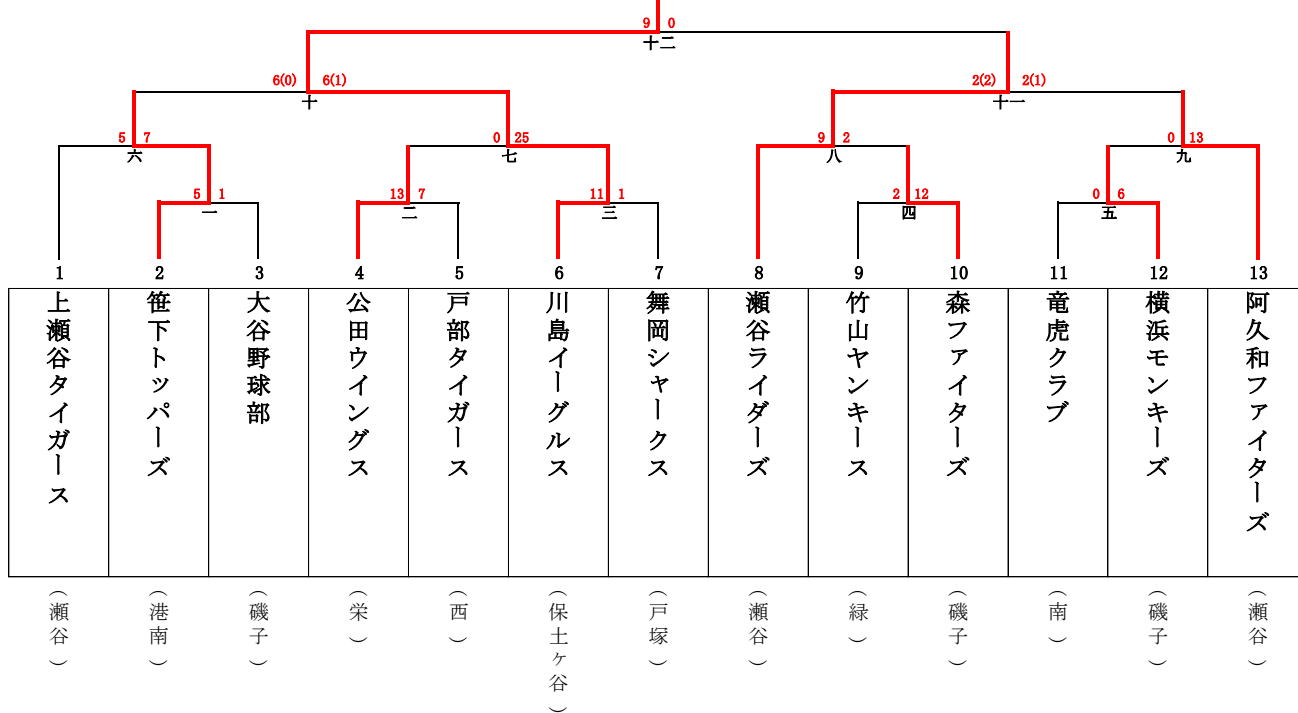 9 0
十二
6(0) 6(1)
十
2(2) 2(1)
十一
5 7
六
0 25
七
9 2
八
0 13
九
5 1
一
13 7
二
11 1
三
2 12
四
0 6
五
1 2 3 4 5 6 7 8 9 10 11 12 13
上瀬谷タイガース
笹下トッパーズ
大谷野球部
公田ウイングス
戸部タイガース
川島イーグルス
舞岡シャークス
瀬谷ライダーズ
竹山ヤンキース
森ファイターズ
竜虎クラブ
横浜モンキーズ
阿久和ファイターズ
（瀬谷）
（港南）
（磯子）
（栄）
（西）
（保土ヶ谷）
（戸塚）
（瀬谷）
（緑）
（磯子）
（南）
（磯子）
（瀬谷）